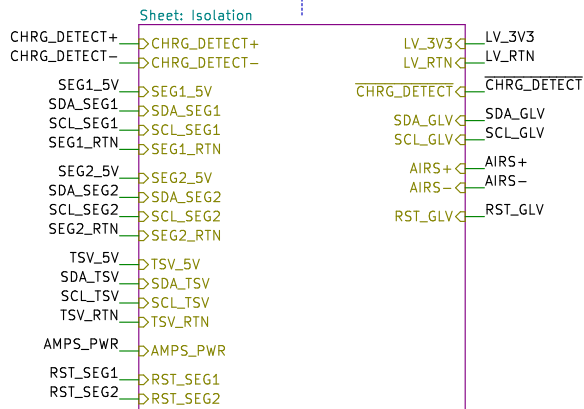 Sheet: Isolation
CHRG_DETECT+ CHRG_DETECT+ LV_3V3 LV_3V3
CHRG_DETECT− CHRG_DETECT− LV_RTN LV_RTN
SEG1_5V SEG1_5V CHRG_DETECT CHRG_DETECT
SDA_SEG1 SDA_SEG1 SDA_GLV SDA_GLV
SCL_SEG1 SCL_SEG1 SCL_GLV SCL_GLV
SEG1_RTN SEG1_RTN
AIRS+ AIRS+
SEG2_5V SEG2_5V AIRS− AIRS−
SDA_SEG2 SDA_SEG2
SCL_SEG2 SCL_SEG2 RST_GLV RST_GLV
SEG2_RTN SEG2_RTN
TSV_5V TSV_5V
SDA_TSV SDA_TSV
SCL_TSV SCL_TSV
TSV_RTN TSV_RTN
AMPS_PWR AMPS_PWR
RST_SEG1 RST_SEG1
RST_SEG2 RST_SEG2